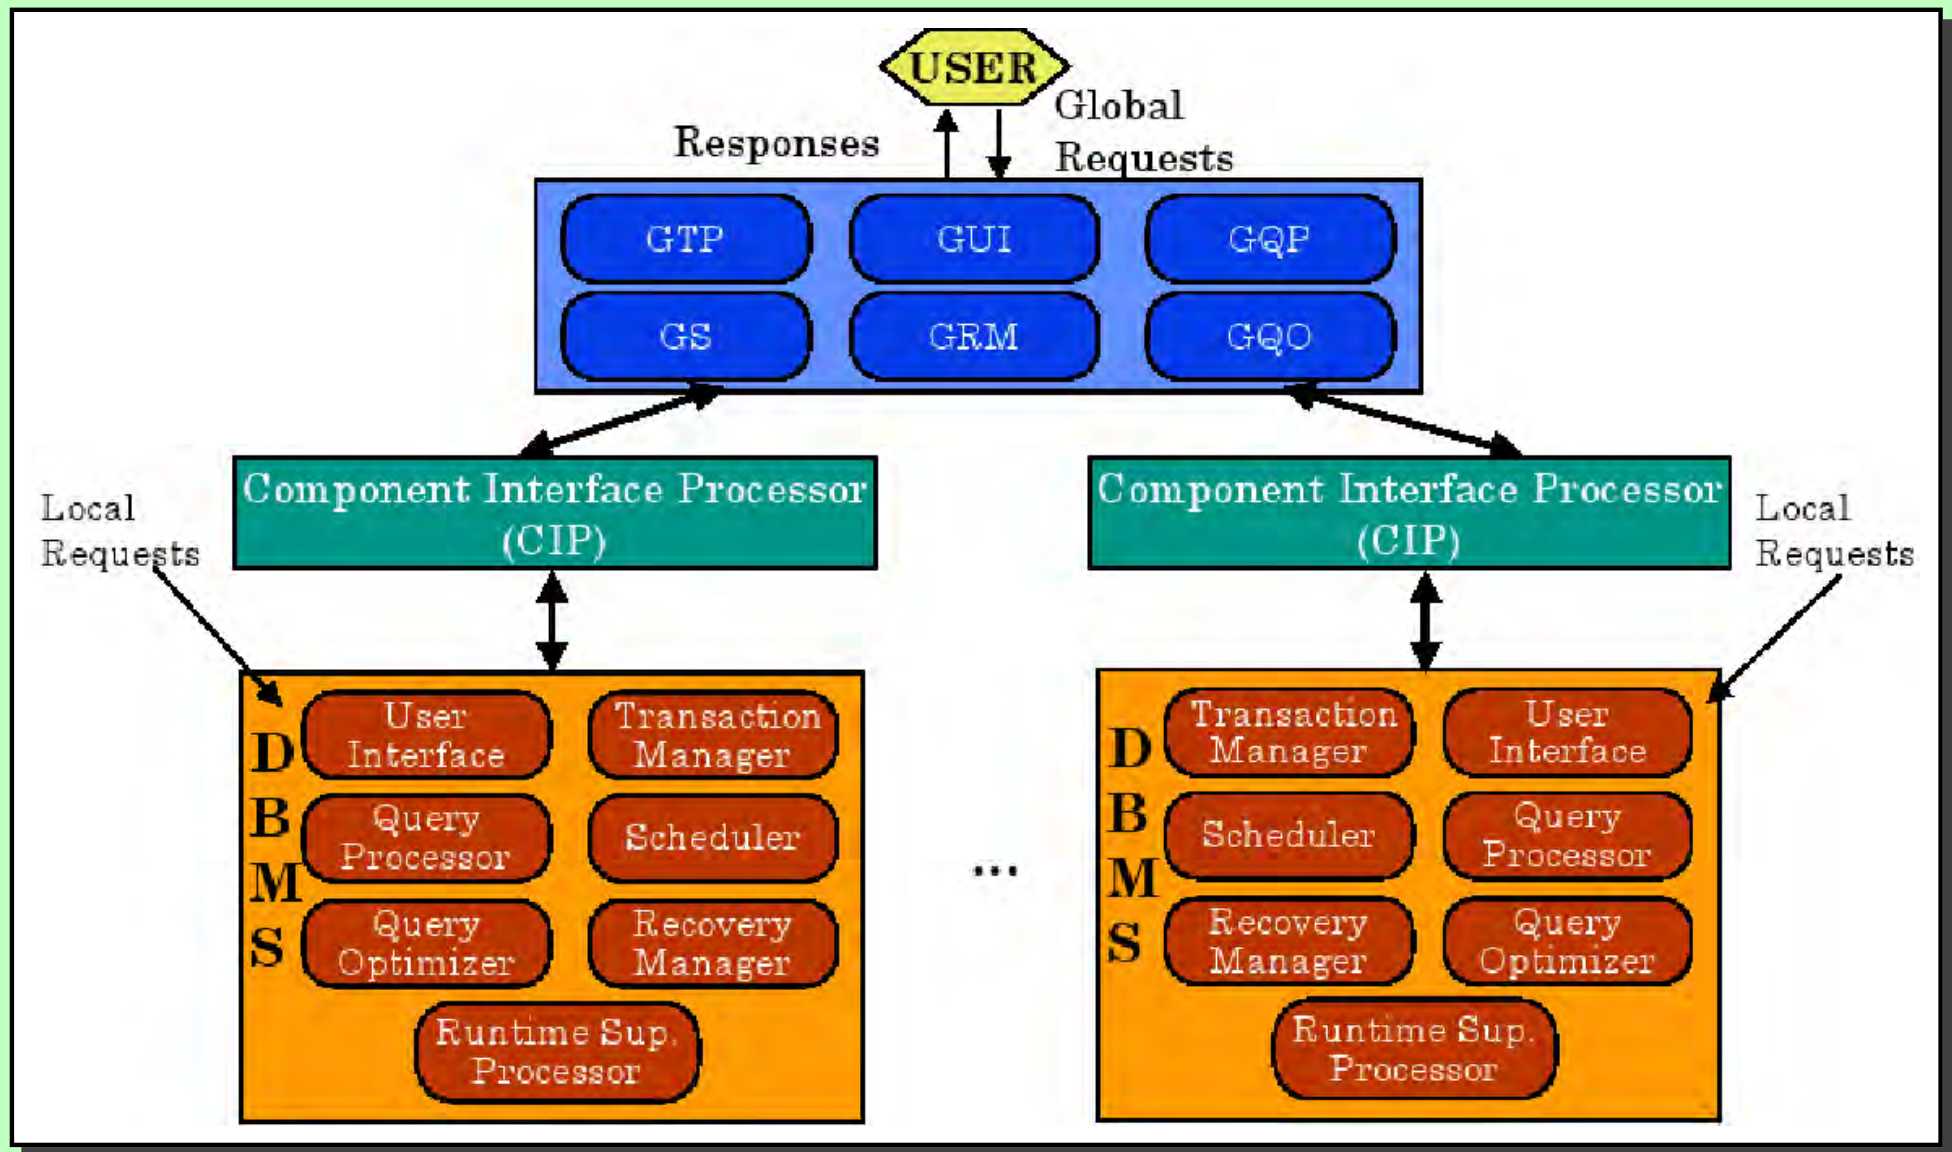 USER
Responses
Global
Requests
GTP
GUI
GQP
GS
GRM
GQO
Component Interface Processor
(CIP)
Component Interface Processor
(CIP)
Local
Requests
Local
Requests
D
B
M
S
User
Interface
Transaction
Manager
Query
Processor
Scheduler
Query
Optimizer
Recovery
Manager
Runtime Sup.
Processor
...
D
B
M
S
Transaction
Manager
User
Interface
Scheduler
Query
Processor
Recovery
Manager
Query
Optimizer
Runtime Sup.
Processor